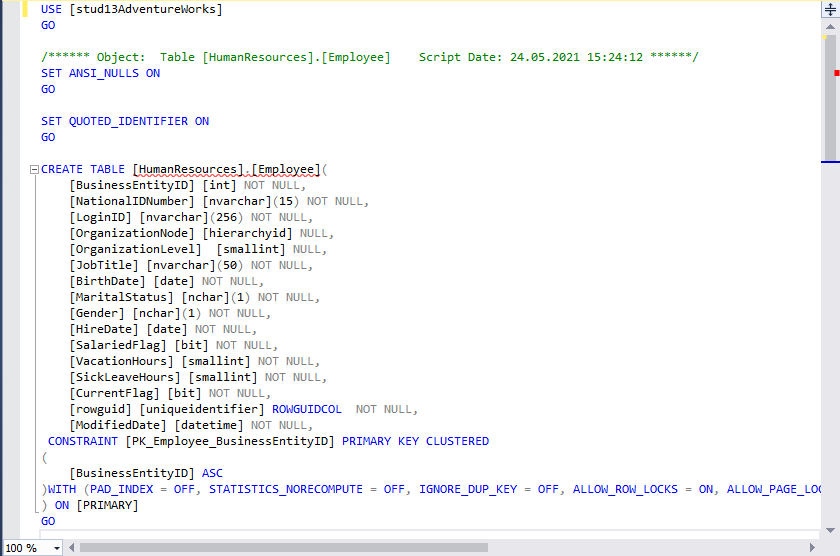 USE [stud13AdventureWorks]
GO
/****** Object:  Table [HumanResources].[Employee]    Script Date: 24.05.2021 15:24:12 ******/
SET ANSI_NULLS ON
GO
SET QUOTED_IDENTIFIER ON
GO
CREATE TABLE [HumanResources].[Employee](
[BusinessEntityID] [int] NOT NULL,
[NationalIDNumber] [nvarchar](15) NOT NULL,
[LoginID] [nvarchar](256) NOT NULL,
[OrganizationNode] [hierarchyid] NULL,
[OrganizationLevel]  [smallint] NULL,
[JobTitle] [nvarchar](50) NOT NULL,
[BirthDate] [date] NOT NULL,
[MaritalStatus] [nchar](1) NOT NULL,
[Gender] [nchar](1) NOT NULL,
[HireDate] [date] NOT NULL,
[SalariedFlag] [bit] NOT NULL,
[VacationHours] [smallint] NOT NULL,
[SickLeaveHours] [smallint] NOT NULL,
[CurrentFlag] [bit] NOT NULL,
[rowguid] [uniqueidentifier] ROWGUIDCOL  NOT NULL,
[ModifiedDate] [datetime] NOT NULL,
CONSTRAINT [PK_Employee_BusinessEntityID] PRIMARY KEY CLUSTERED
(
[BusinessEntityID] ASC
)WITH (PAD_INDEX = OFF, STATISTICS_NORECOMPUTE = OFF, IGNORE_DUP_KEY = OFF, ALLOW_ROW_LOCKS = ON, ALLOW_PAGE_LOC
) ON [PRIMARY]
GO
100 %